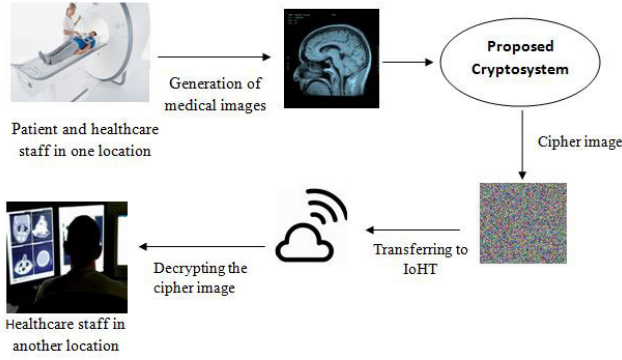 Proposed
Cryptosystem
Generation of
medical images
Patient and healthcare
staff in one location
Cipher image
Transferring to
IoHT
Decrypting the
cipher image
Healthcare staff in
another location